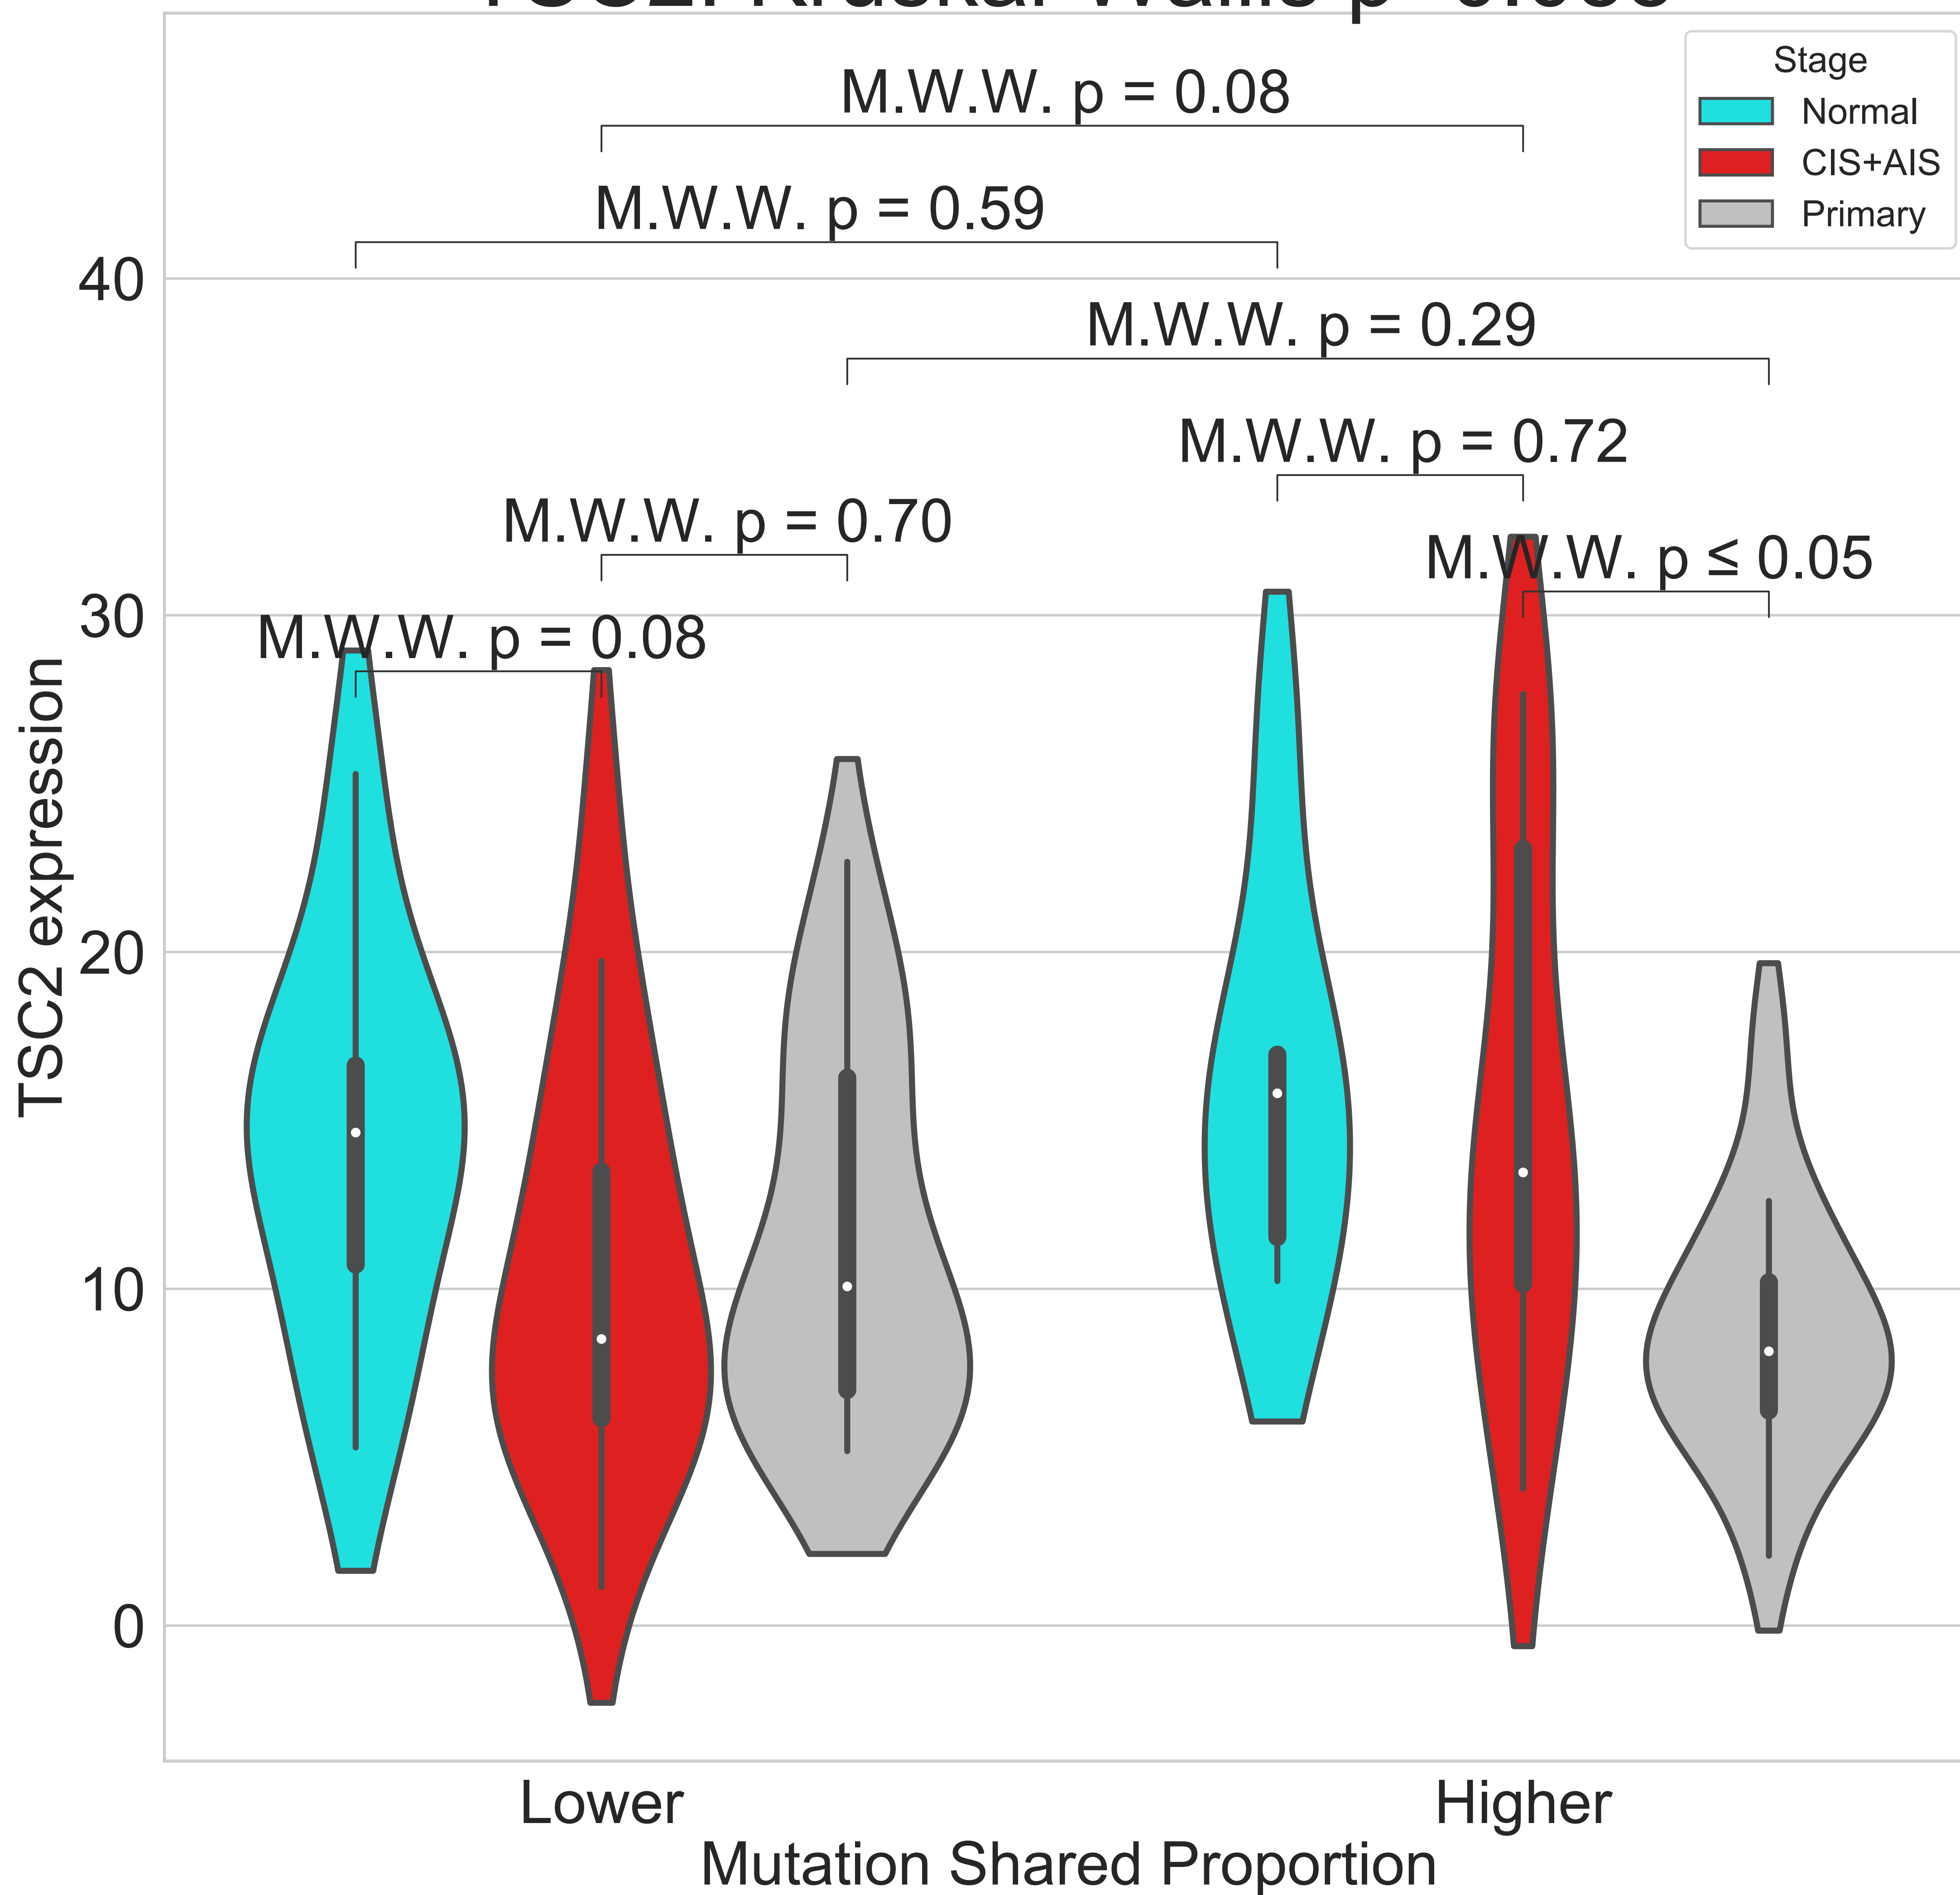 Stage
Normal
CIS+AIS
Primary
M.W.W. p = 0.08
M.W.W. p = 0.59
40
M.W.W. p = 0.29
M.W.W. p = 0.72
M.W.W. p = 0.70
M.W.W. p ≤ 0.05
30
M.W.W. p = 0.08
TSC2 expression
20
10
0
Lower
Higher
Mutation Shared Proportion